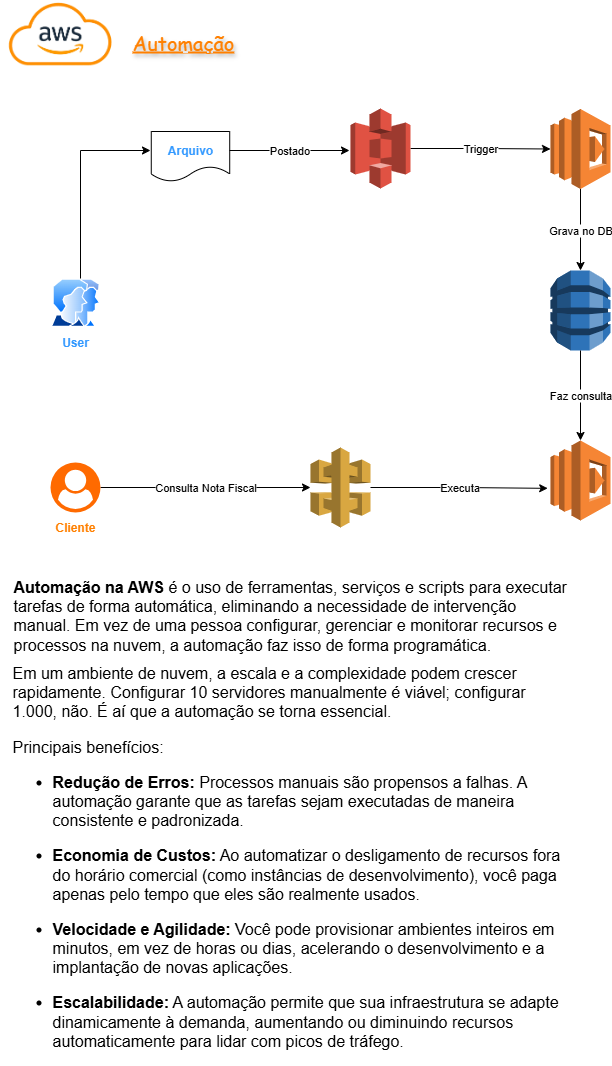 aws
Automação
Arquivo
Postado
Trigger
Grava no DB
User
Faz consulta
Consulta Nota Fiscal
Executa
Cliente
Automação na AWS é o uso de ferramentas, serviços e scripts para executar
tarefas de forma automática, eliminando a necessidade de intervenção
manual. Em vez de uma pessoa configurar, gerenciar e monitorar recursos e
processos na nuvem, a automação faz isso de forma programática.
Em um ambiente de nuvem, a escala e a complexidade podem crescer
rapidamente. Configurar 10 servidores manualmente é viável; configurar
1.000, não. É aí que a automação se torna essencial.
Principais benefícios:
• Redução de Erros: Processos manuais são propensos a falhas. A
automação garante que as tarefas sejam executadas de maneira
consistente e padronizada.
• Economia de Custos: Ao automatizar o desligamento de recursos fora
do horário comercial (como instâncias de desenvolvimento), você paga
apenas pelo tempo que eles são realmente usados.
• Velocidade e Agilidade: Você pode provisionar ambientes inteiros em
minutos, em vez de horas ou dias, acelerando o desenvolvimento e a
implantação de novas aplicações.
• Escalabilidade: A automação permite que sua infraestrutura se adapte
dinamicamente à demanda, aumentando ou diminuindo recursos
automaticamente para lidar com picos de tráfego.